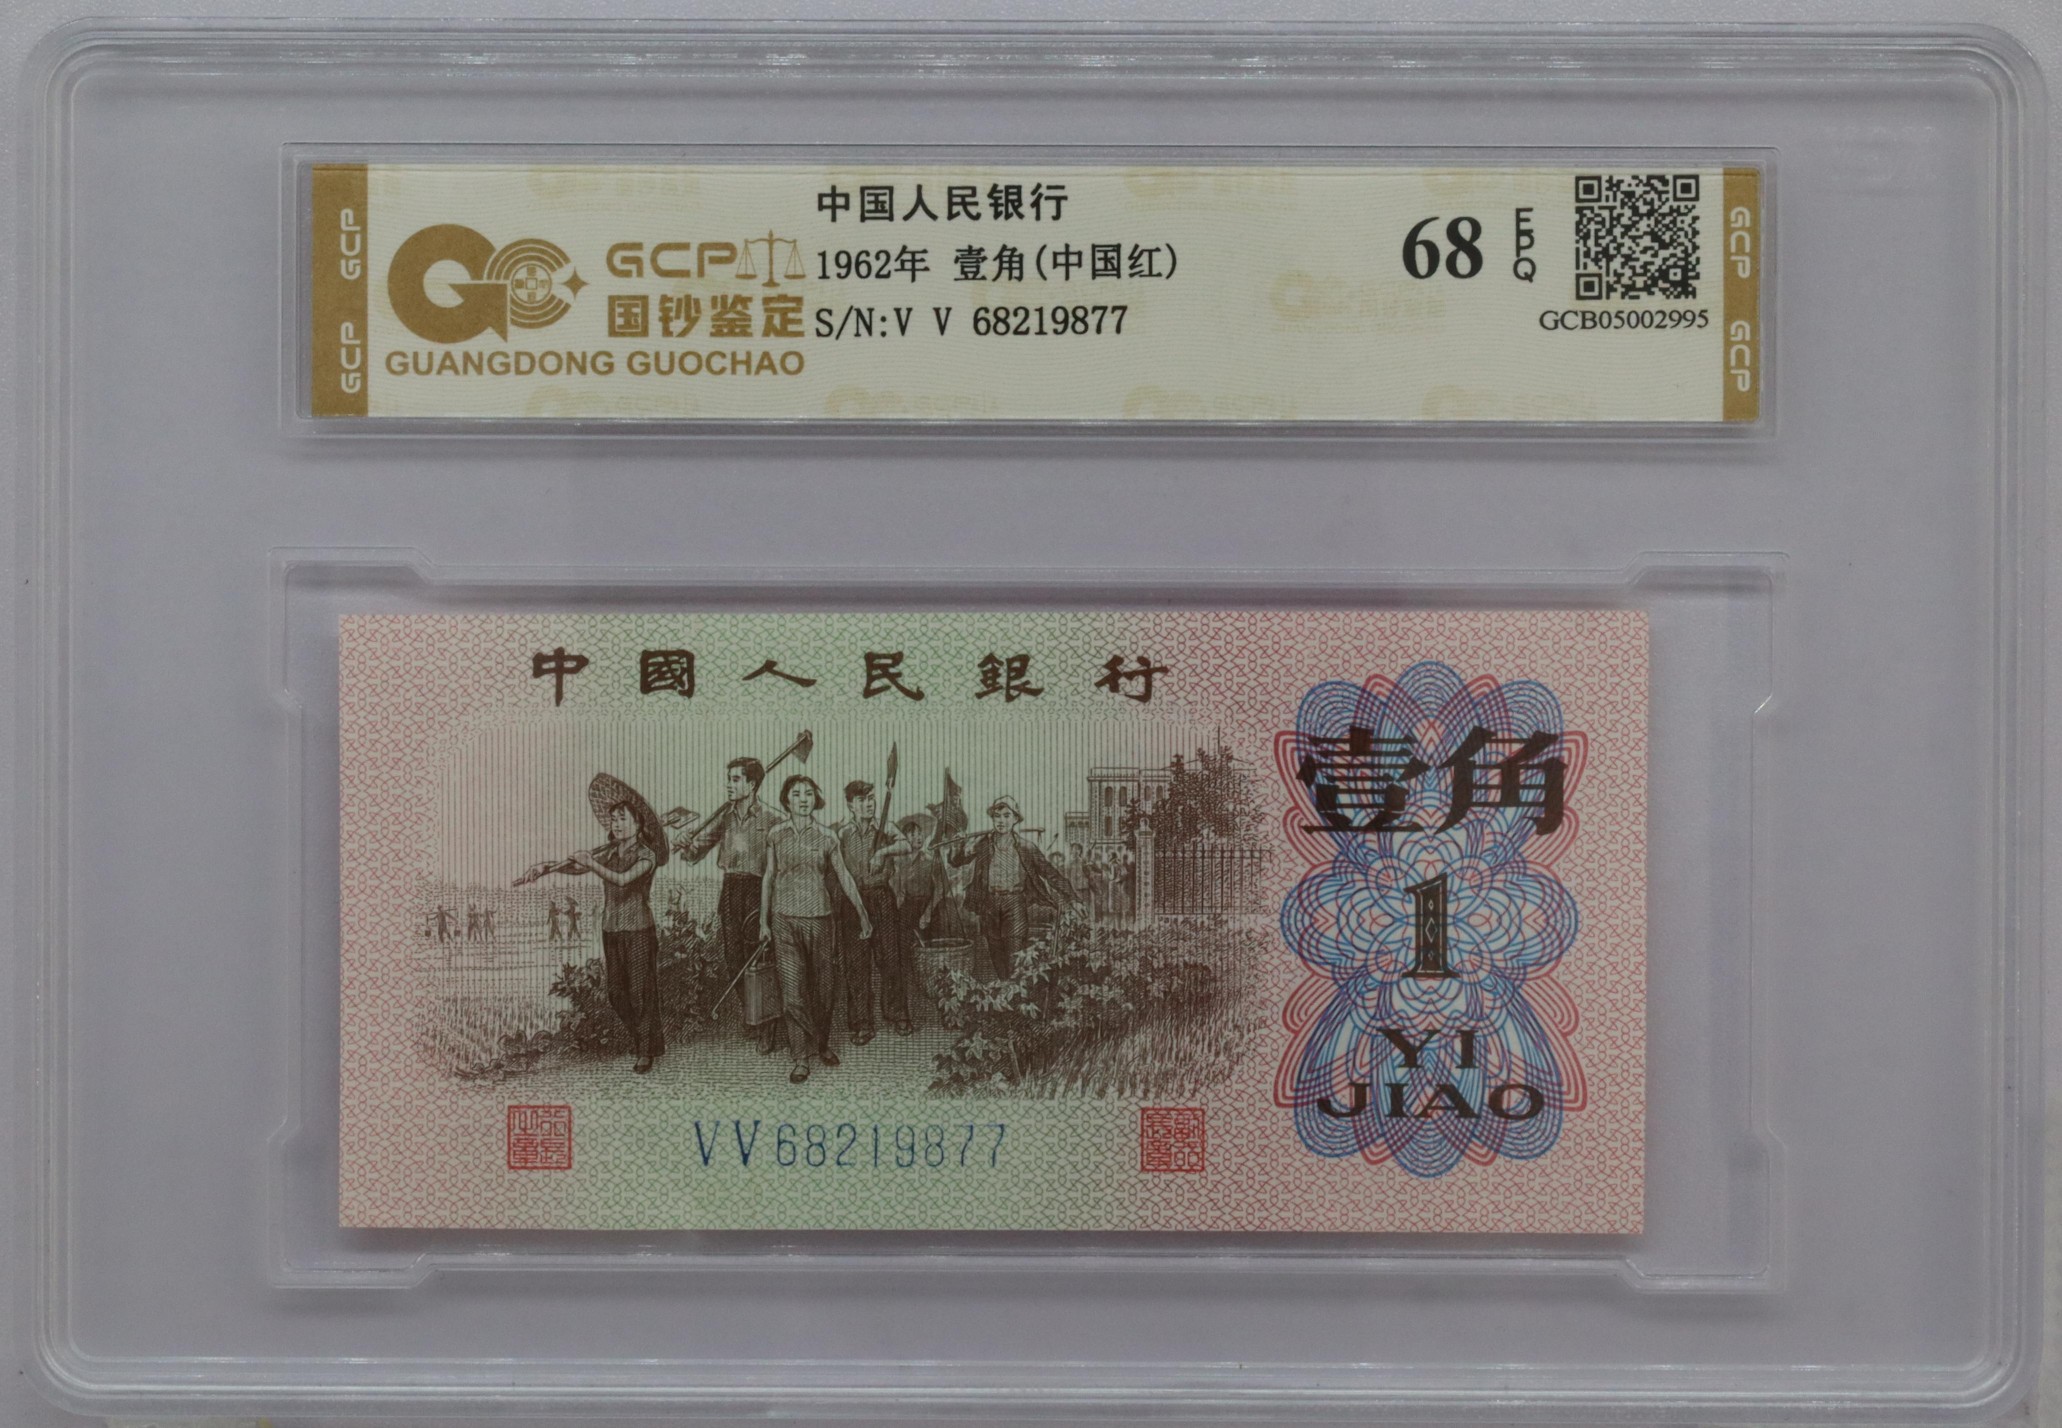 中国人民银行
1962年 壹角(中国红)
S/N:V V 68219877
GCP
国钞鉴定
GUANGDONG GUOCHAO
68
EPQ
GCB05002995
GCP GCP
GCP GCP
中國人民銀行
壹角
1
YI
JIAO
VV68219877